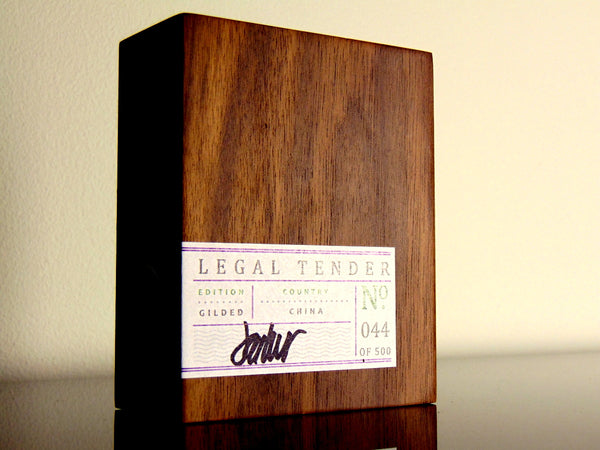 LEGAL TENDER
EDITION
GILDED
COUNTRY
CHINA
No.
044
OF 500